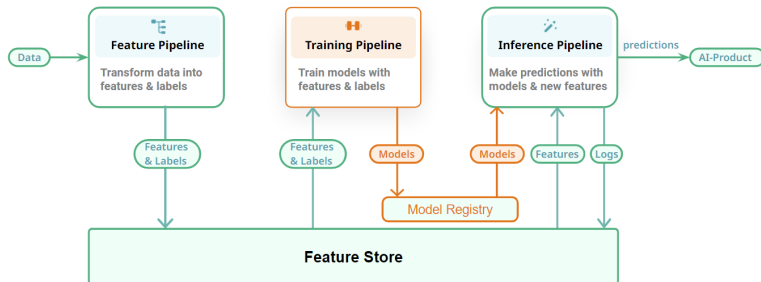 Feature Pipeline
Training Pipeline
Inference Pipeline
predictions
Data
AI-Product
Transform data into
features & labels
Train models with
features & labels
Make predictions with
models & new features
Features
& Labels
Features
& Labels
Models
Models
Features
Logs
Model Registry
Feature Store